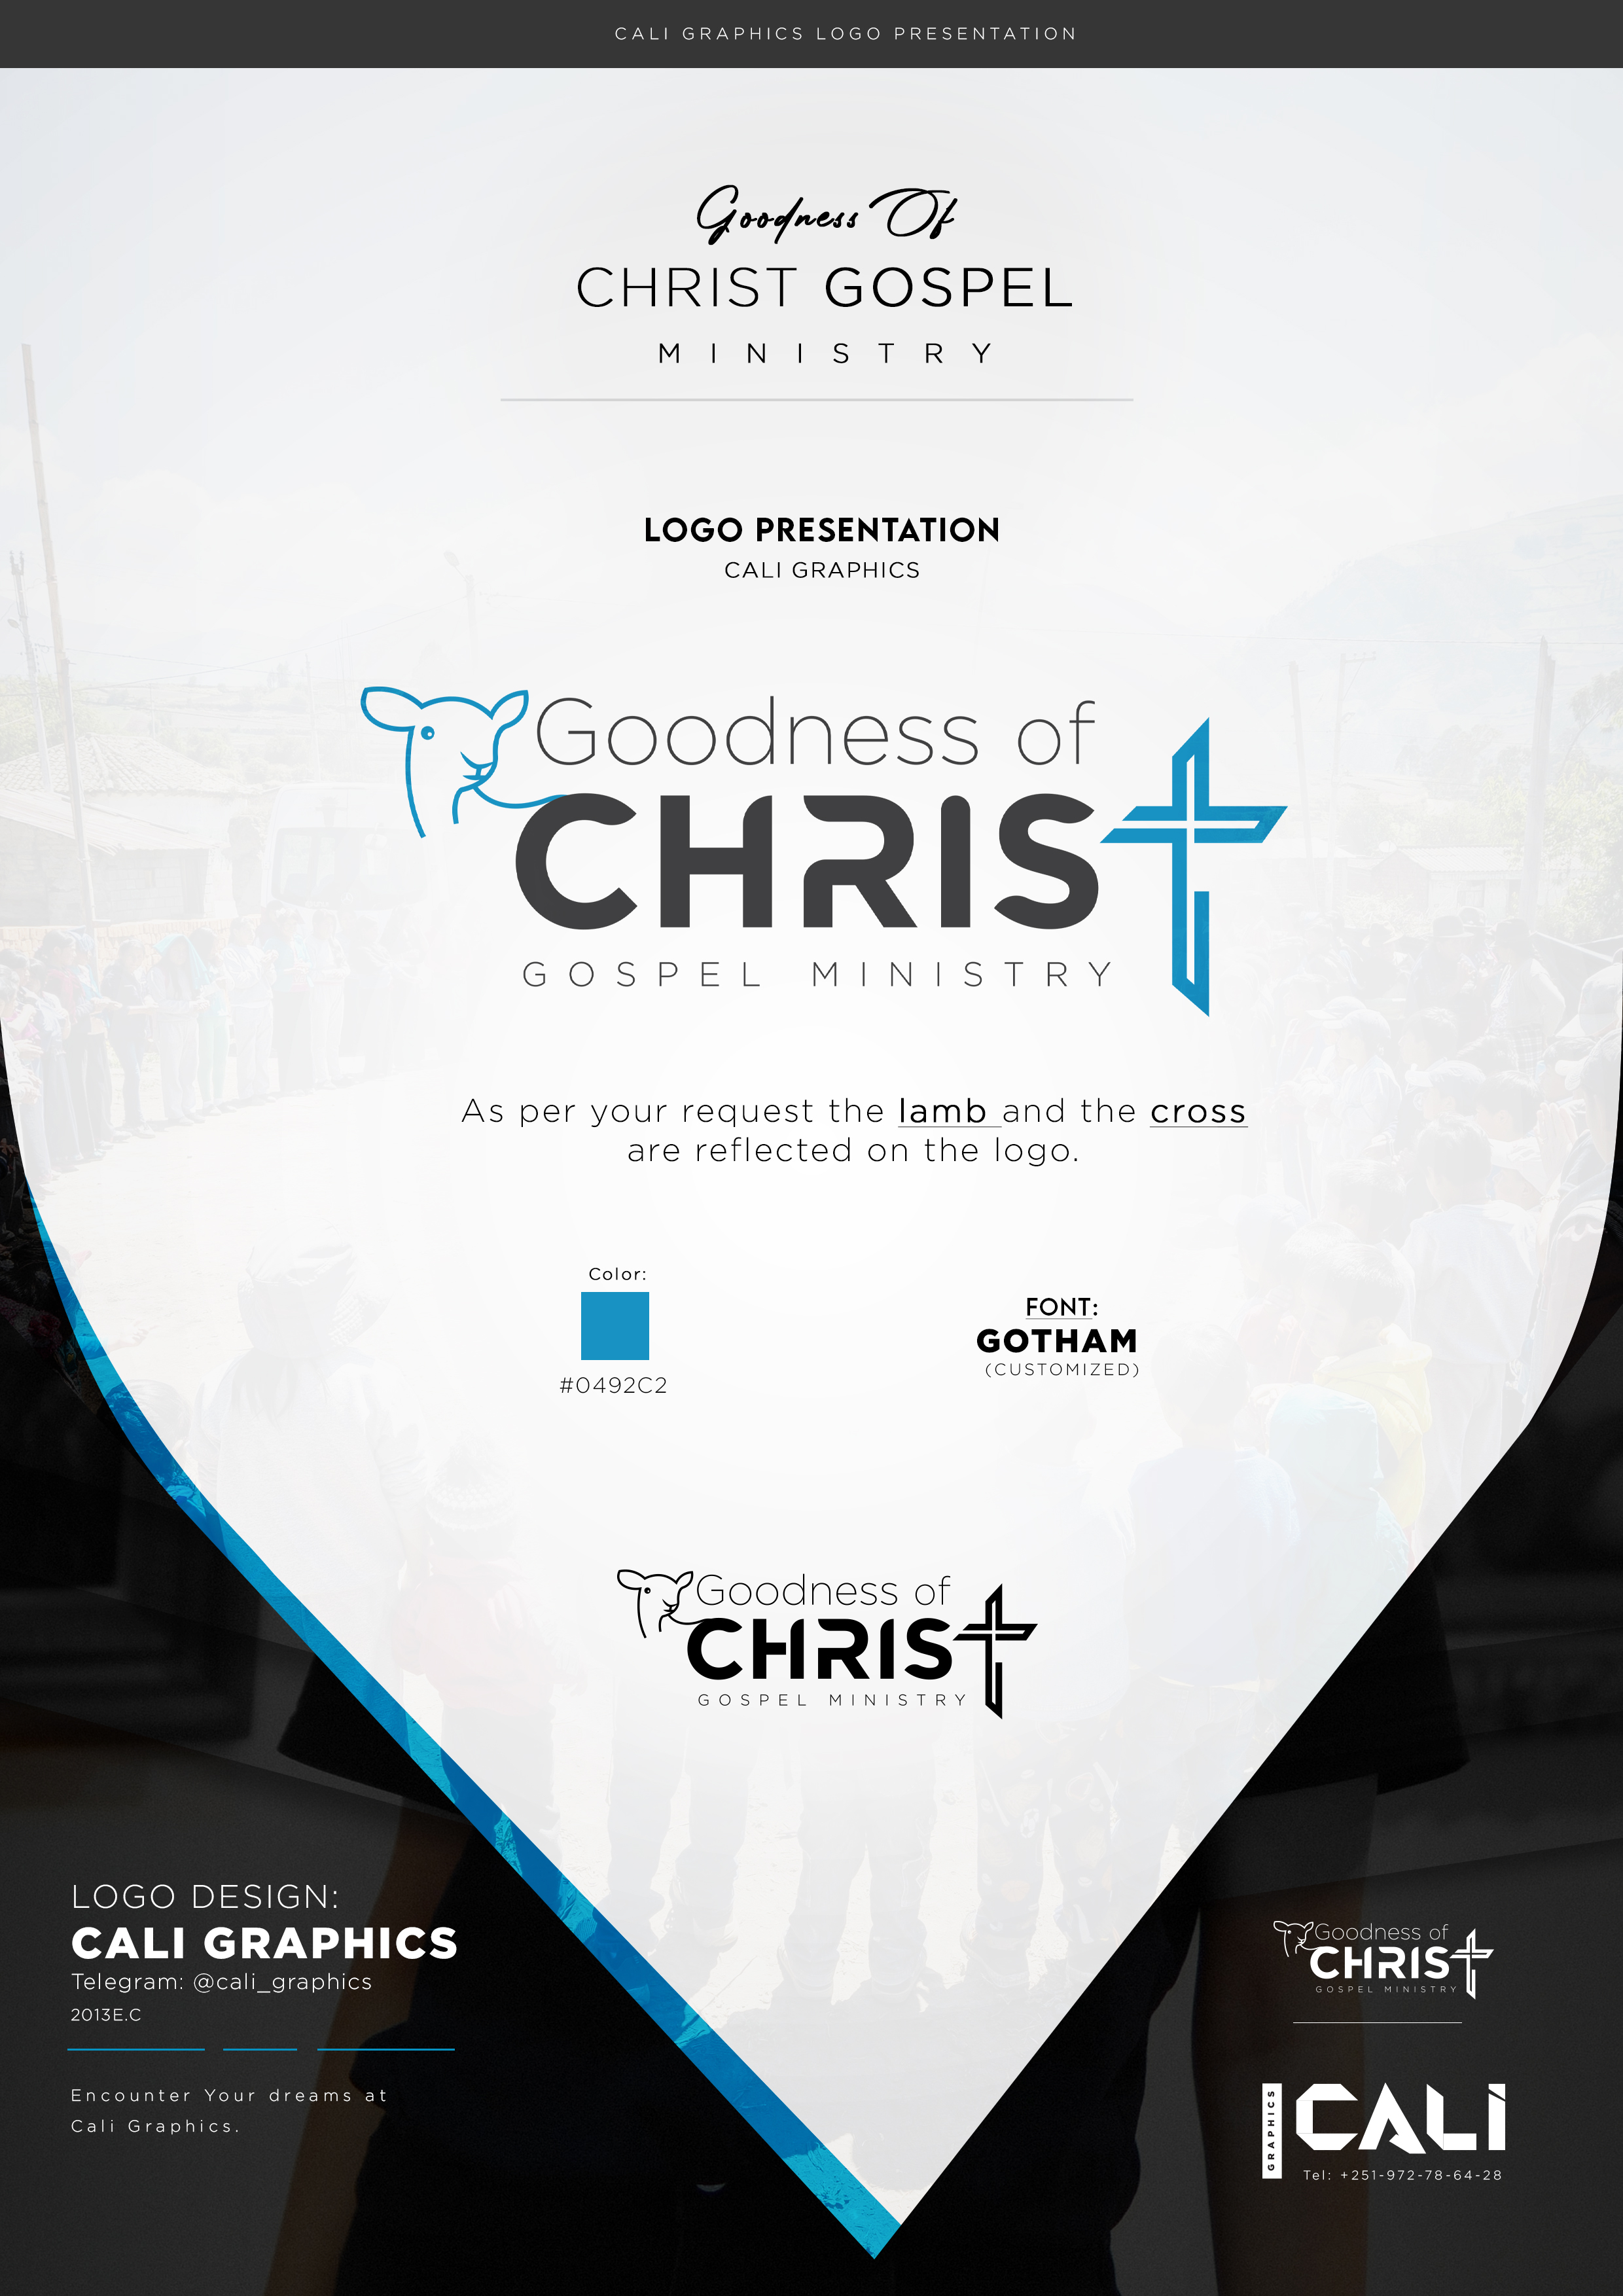 CALI GRAPHICS LOGO PRESENTATION
Goodness Of
CHRIST GOSPEL
MINISTRY
LOGO PRESENTATION
CALI GRAPHICS
Goodness of
CHRIST
GOSPEL MINISTRY
As per your request the lamb and the cross
are reflected on the logo.
Color:
#0492C2
FONT:
GOTHAM
(CUSTOMIZED)
Goodness of
CHRIST
GOSPEL MINISTRY
LOGO DESIGN:
CALI GRAPHICS
Telegram: @cali_graphics
2013E.C
Encounter Your dreams at
Cali Graphics.
Goodness of
CHRIST
GOSPEL MINISTRY
GRAPHICS
CALI
Tel: +251-972-78-64-28